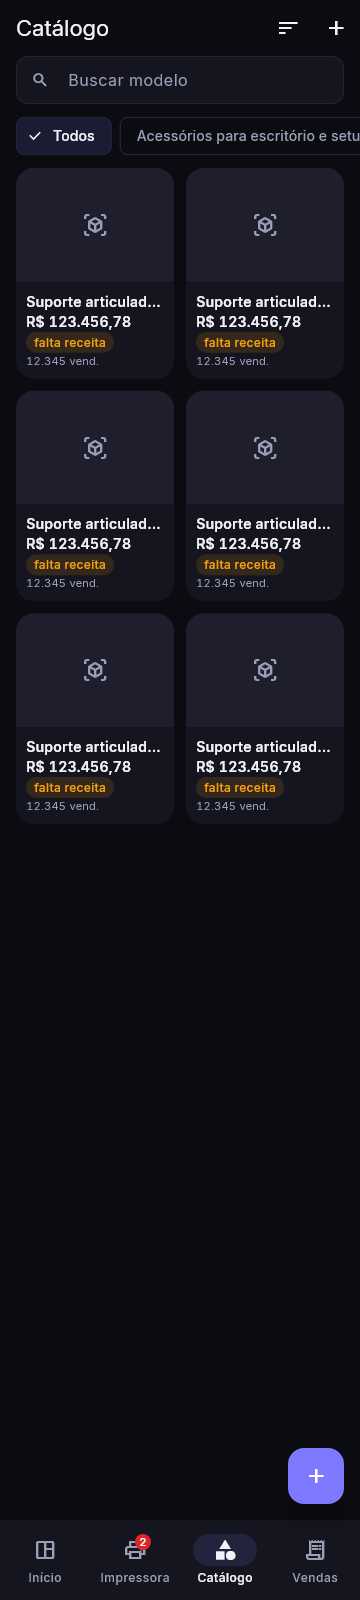 Catálogo
Buscar modelo
Todos
Acessórios para escritório e setu
Suporte articulad...
Suporte articulad...
R$ 123.456,78
R$ 123.456,78
falta receita
falta receita
12.345 vend.
12.345 vend.
Suporte articulad...
Suporte articulad...
R$ 123.456,78
R$ 123.456,78
falta receita
falta receita
12.345 vend.
12.345 vend.
Suporte articulad...
Suporte articulad...
R$ 123.456,78
R$ 123.456,78
falta receita
falta receita
12.345 vend.
12.345 vend.
2
Início
Impressora
Catálogo
Vendas